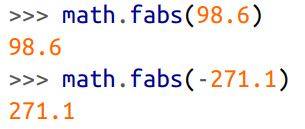 >>> math.fabs(98.6)
98.6
>>> math.fabs(-271.1)
271.1